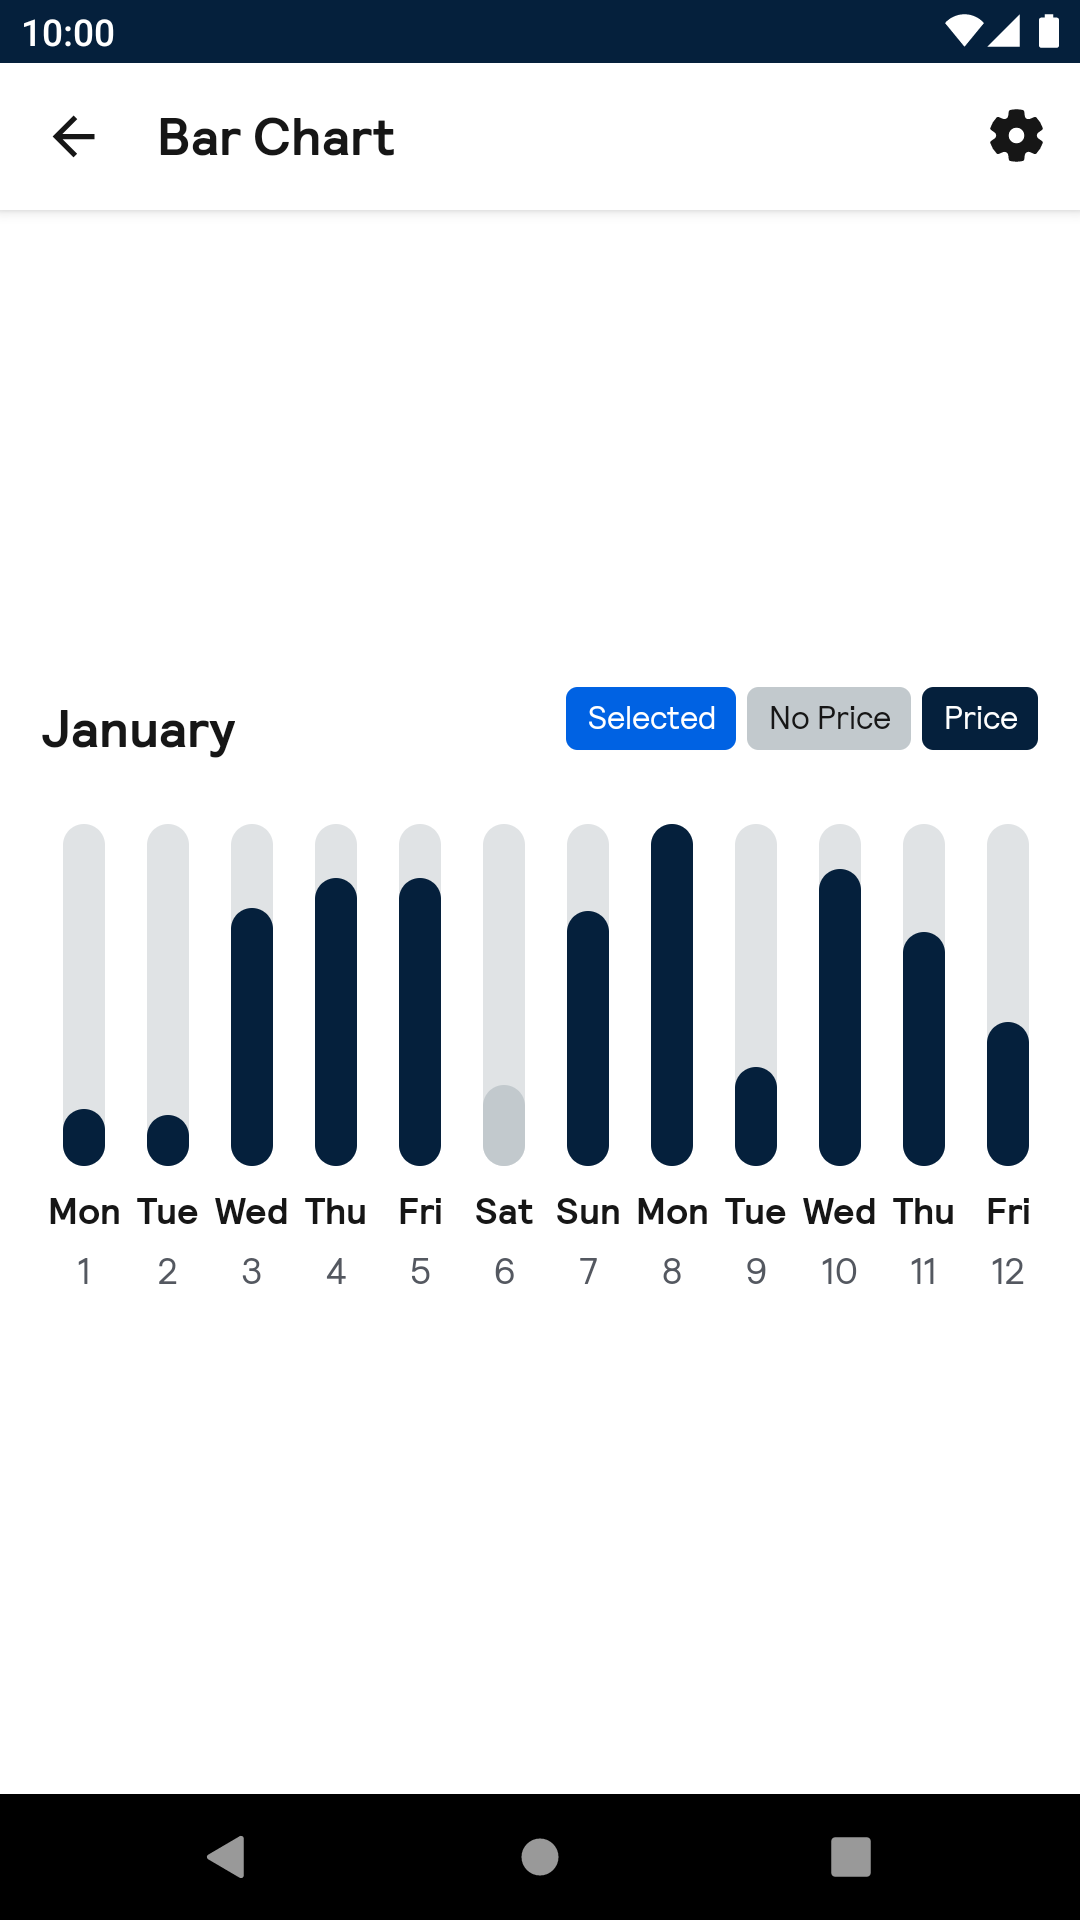 10:00
Bar Chart
January
Selected No Price Price
Mon Tue Wed Thu Fri Sat Sun Mon Tue Wed Thu Fri
1 2 3 4 5 6 7 8 9 10 11 12